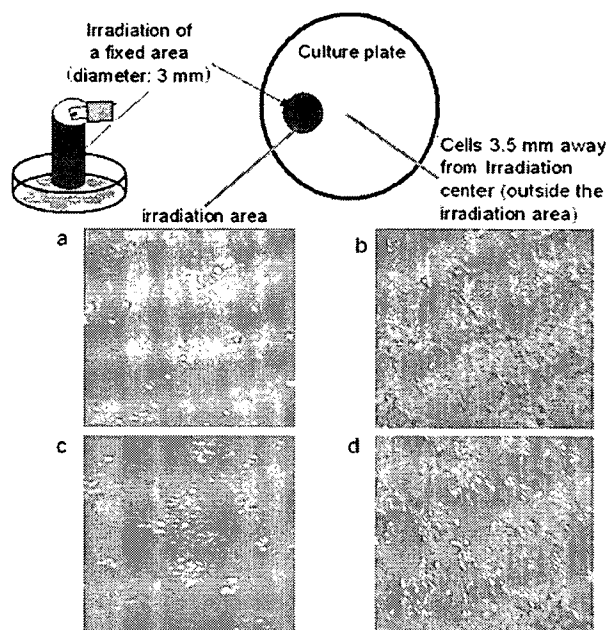 Irradiation of
a fixed area
(diameter: 3 mm)
Culture plate
Cells 3.5 mm away
from Irradiation
center (outside the
irradiation area)
irradiation area
a
b
c
d